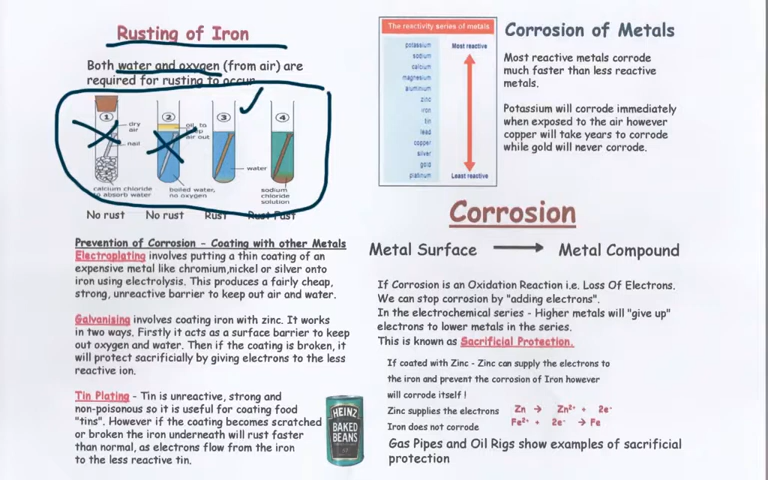 Rusting of Iron
Both water and oxygen (from air) are
required for rusting to occur
1
2
3
4
dry
air
nail
oil to
air out
water
calcium chloride
to absorb water
boiled water,
no oxygen
sodium
chloride
solution
No rust
No rust
Rust
Rust Fast
Prevention of Corrosion - Coating with other Metals
Electroplating involves putting a thin coating of an
expensive metal like chromium,nickel or silver onto
iron using electrolysis. This produces a fairly cheap,
strong, unreactive barrier to keep out air and water.
Galvanising involves coating iron with zinc. It works
in two ways. Firstly it acts as a surface barrier to keep
out oxygen and water. Then if the coating is broken, it
will protect sacrificially by giving electrons to the less
reactive ion.
Tin Plating - Tin is unreactive, strong and
non-poisonous so it is useful for coating food
"tins". However if the coating becomes scratched
or broken the iron underneath will rust faster
than normal, as electrons flow from the iron
to the less reactive tin.
HEINZ
BAKED
BEANS
The reactivity series of metals
potassium
sodium
calcium
magnesium
aluminium
zinc
iron
tin
lead
copper
silver
gold
platinum
Most reactive
Least reactive
Corrosion of Metals
Most reactive metals corrode
much faster than less reactive
metals.
Potassium will corrode immediately
when exposed to the air however
copper will take years to corrode
while gold will never corrode.
Corrosion
Metal Surface → Metal Compound
If Corrosion is an Oxidation Reaction i.e. Loss Of Electrons.
We can stop corrosion by "adding electrons".
In the electrochemical series - Higher metals will "give up"
electrons to lower metals in the series.
This is known as Sacrificial Protection.
If coated with Zinc - Zinc can supply the electrons to
the iron and prevent the corrosion of Iron however
will corrode itself !
Zinc supplies the electrons Zn → Zn²⁺ + 2e⁻
Iron does not corrode Fe²⁺ + 2e⁻ → Fe
Gas Pipes and Oil Rigs show examples of sacrificial
protection